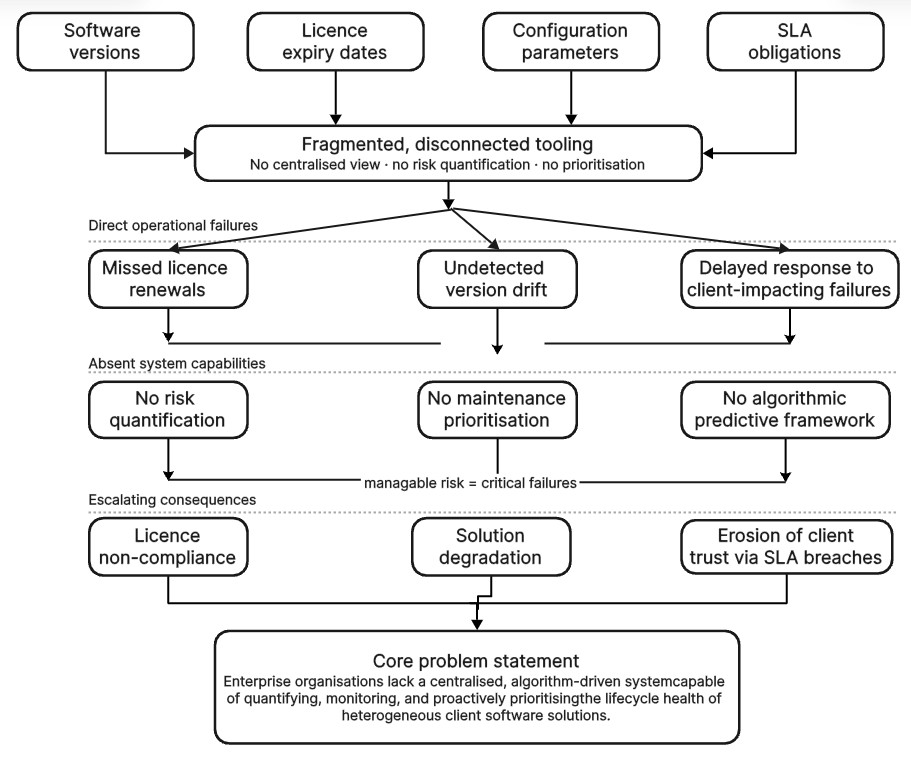 Software
versions
Licence
expiry dates
Configuration
parameters
SLA
obligations
Fragmented, disconnected tooling
No centralised view · no risk quantification · no prioritisation
Direct operational failures
Missed licence
renewals
Undetected
version drift
Delayed response to
client-impacting failures
Absent system capabilities
No risk
quantification
No maintenance
prioritisation
No algorithmic
predictive framework
managable risk = critical failures
Escalating consequences
Licence
non-compliance
Solution
degradation
Erosion of client
trust via SLA breaches
Core problem statement
Enterprise organisations lack a centralised, algorithm-driven systemcapable
of quantifying, monitoring, and proactively prioritisingthe lifecycle health of
heterogeneous client software solutions.